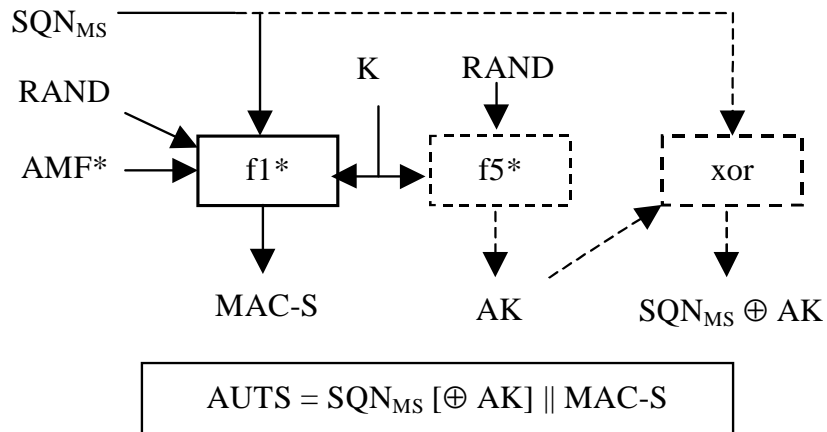 SQN_MS
K
RAND
RAND
AMF*
f1*
f5*
xor
MAC-S
AK
SQN_MS ⊕ AK
AUTS = SQN_MS [⊕ AK] || MAC-S